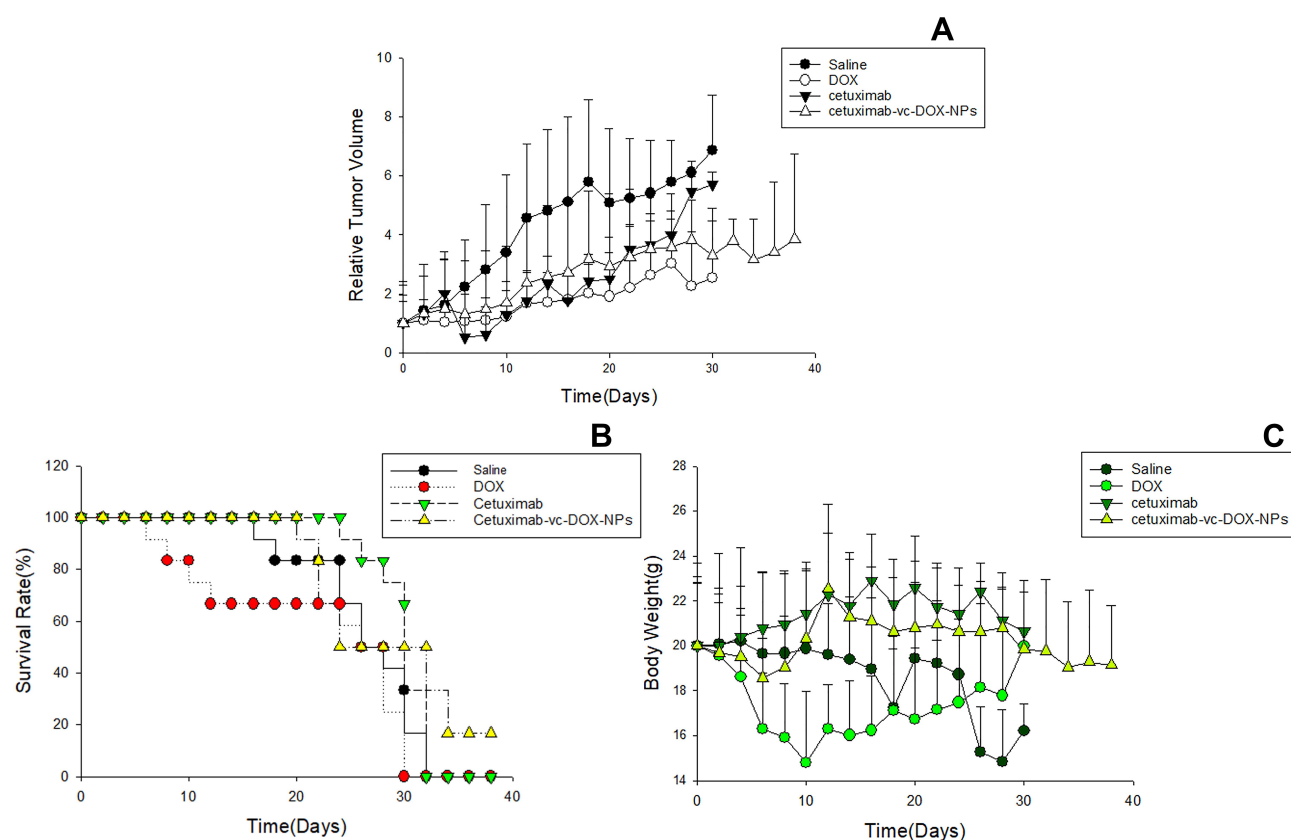 A
Saline
DOX
cetuximab
cetuximab-vc-DOX-NPs
10
8
6
4
2
0
Relative Tumor Volume
0 10 20 30 40
Time(Days)
B
Saline
DOX
Cetuximab
Cetuximab-vc-DOX-NPs
120
100
80
60
40
20
0
Survival Rate(%)
0 10 20 30 40
Time(Days)
C
Saline
DOX
cetuximab
cetuximab-vc-DOX-NPs
28
26
24
22
20
18
16
14
Body Weight(g)
0 10 20 30 40
Time(Days)